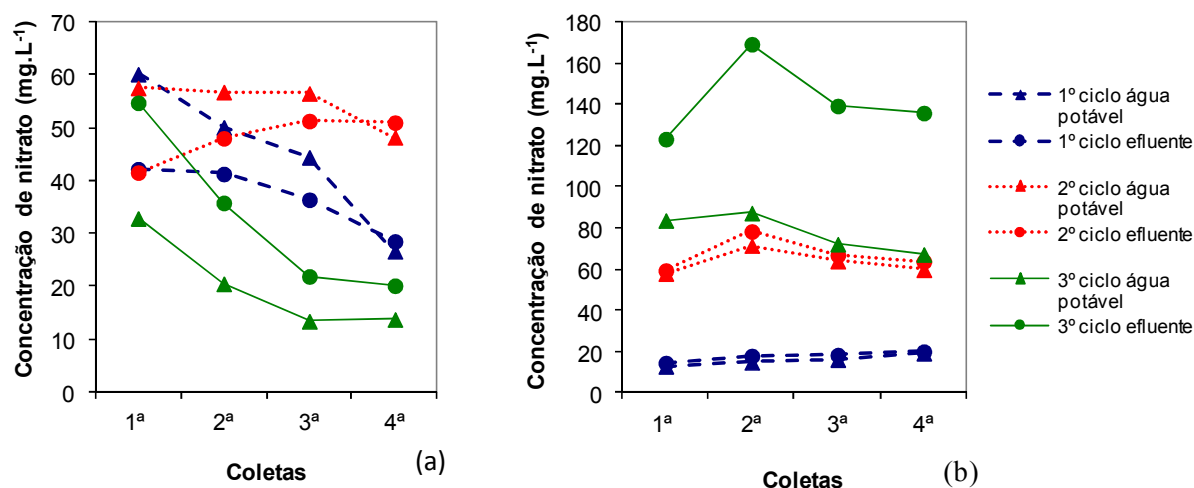 Concentração de nitrato (mg.L⁻¹)
70
60
50
40
30
20
10
0
1ª 2ª 3ª 4ª
Coletas
(a)
Concentração de nitrato (mg.L⁻¹)
180
160
140
120
100
80
60
40
20
0
1ª 2ª 3ª 4ª
Coletas
(b)
1º ciclo água
potável
1º ciclo efluente
2º ciclo água
potável
2º ciclo efluente
3º ciclo água
potável
3º ciclo efluente